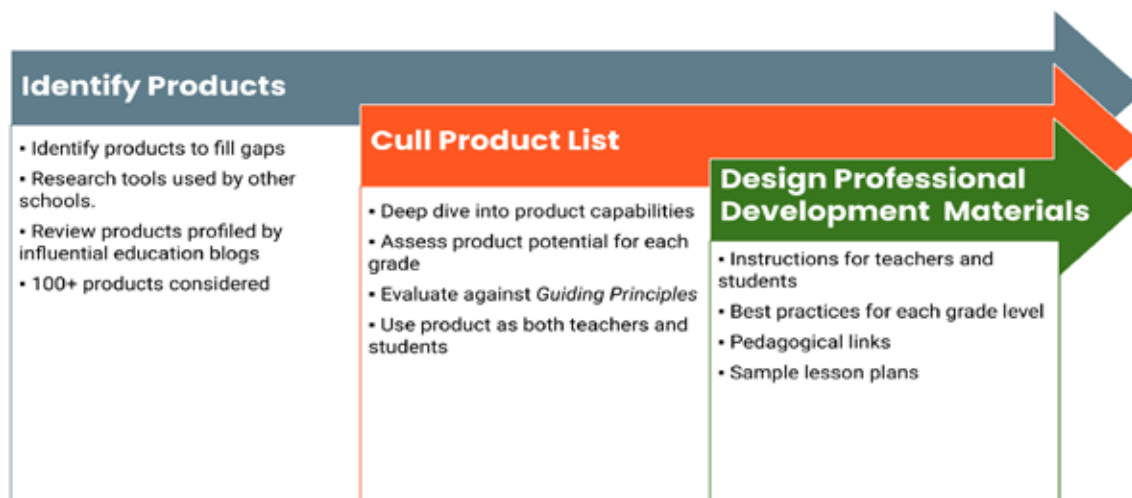 Identify Products
• Identify products to fill gaps
• Research tools used by other
schools.
• Review products profiled by
influential education blogs
• 100+ products considered
Cull Product List
• Deep dive into product capabilities
• Assess product potential for each
grade
• Evaluate against Guiding Principles
• Use product as both teachers and
students
Design Professional
Development Materials
• Instructions for teachers and
students
• Best practices for each grade level
• Pedagogical links
• Sample lesson plans